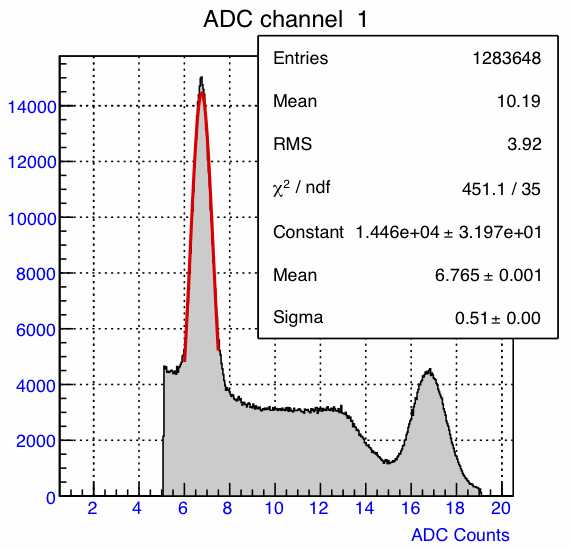 ADC channel 1
Entries 1283648
Mean 10.19
RMS 3.92
χ² / ndf 451.1 / 35
Constant 1.446e+04 ± 3.197e+01
Mean 6.765 ± 0.001
Sigma 0.51 ± 0.00
14000
12000
10000
8000
6000
4000
2000
0
2 4 6 8 10 12 14 16 18 20
ADC Counts